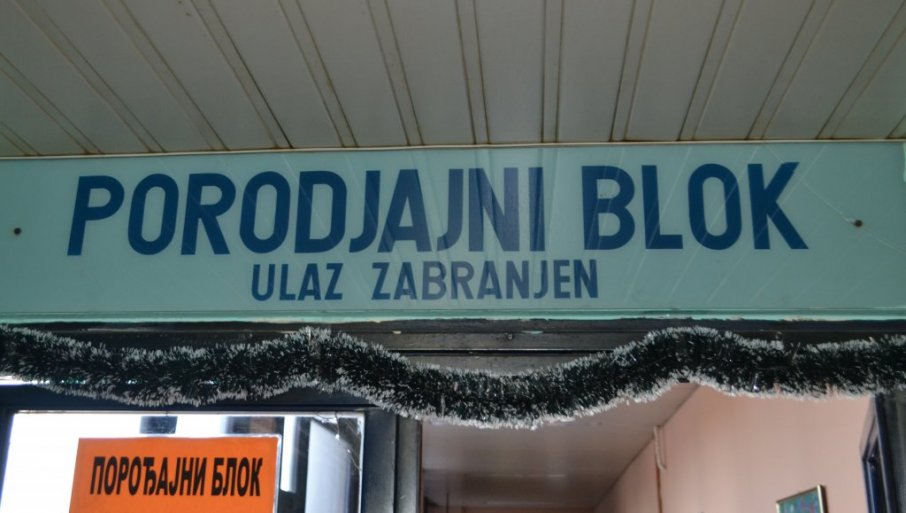 PORODJAJNI BLOK
ULAZ ZABRANJEN
ПОРОЂАЈНИ БЛОК